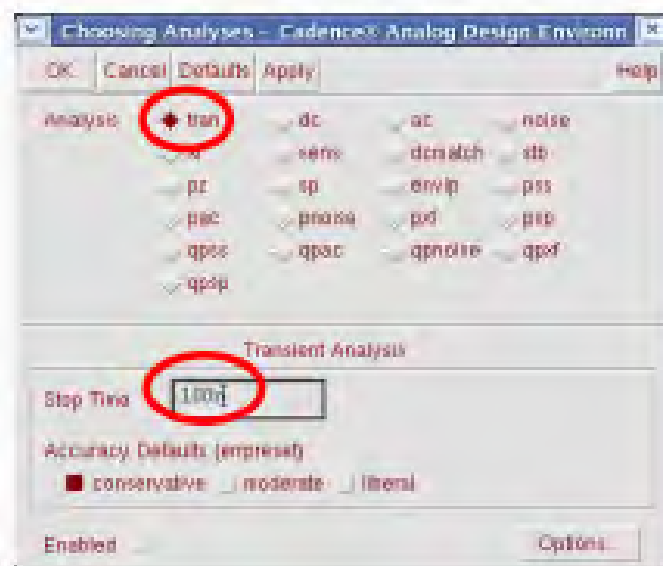 Choosing Analyses - Cadence® Analog Design Environm
OK Cancel Defaults Apply Help
Analysis tran dc ac noise
xf sens dcmatch stb
pz sp envlp pss
pac pnoise pxf psp
qpss qpac qpnoise qpxf
qpsp
Transient Analysis
Stop Time 100n
Accuracy Defaults (errpreset)
conservative moderate liberal
Enabled Options...